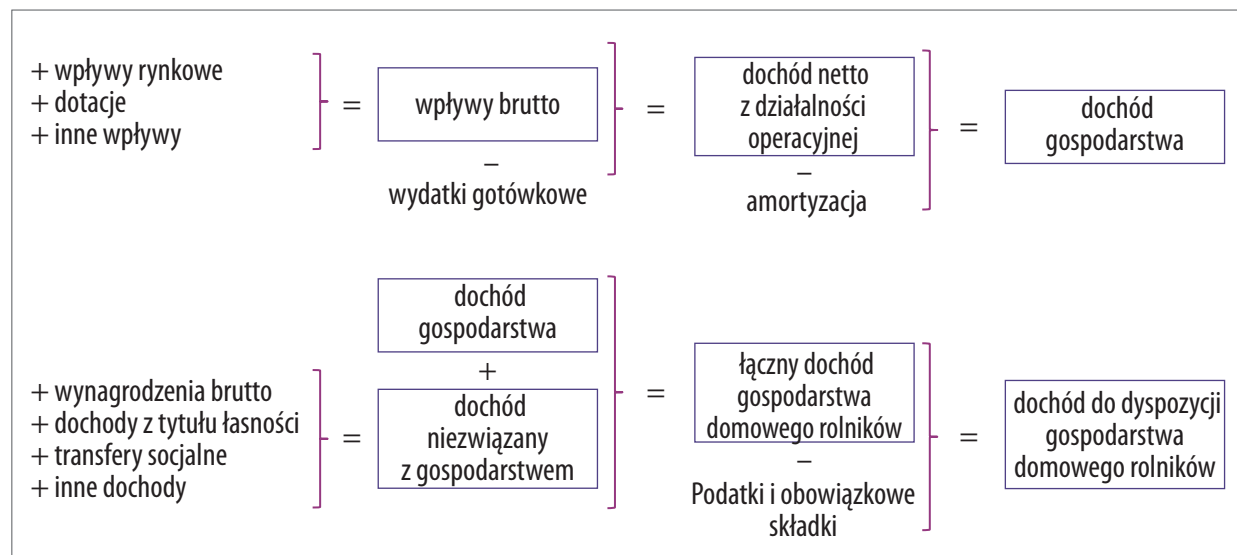 + wpływy rynkowe
+ dotacje
+ inne wpływy
=
wpływy brutto
–
wydatki gotówkowe
=
dochód netto
z działalności
operacyjnej
–
amortyzacja
=
dochód
gospodarstwa
+ wynagrodzenia brutto
+ dochody z tytułu łasności
+ transfery socjalne
+ inne dochody
=
dochód
gospodarstwa
+
dochód
niezwiązany
z gospodarstwem
=
łączny dochód
gospodarstwa
domowego rolników
–
Podatki i obowiązkowe
składki
=
dochód do dyspozycji
gospodarstwa
domowego rolników